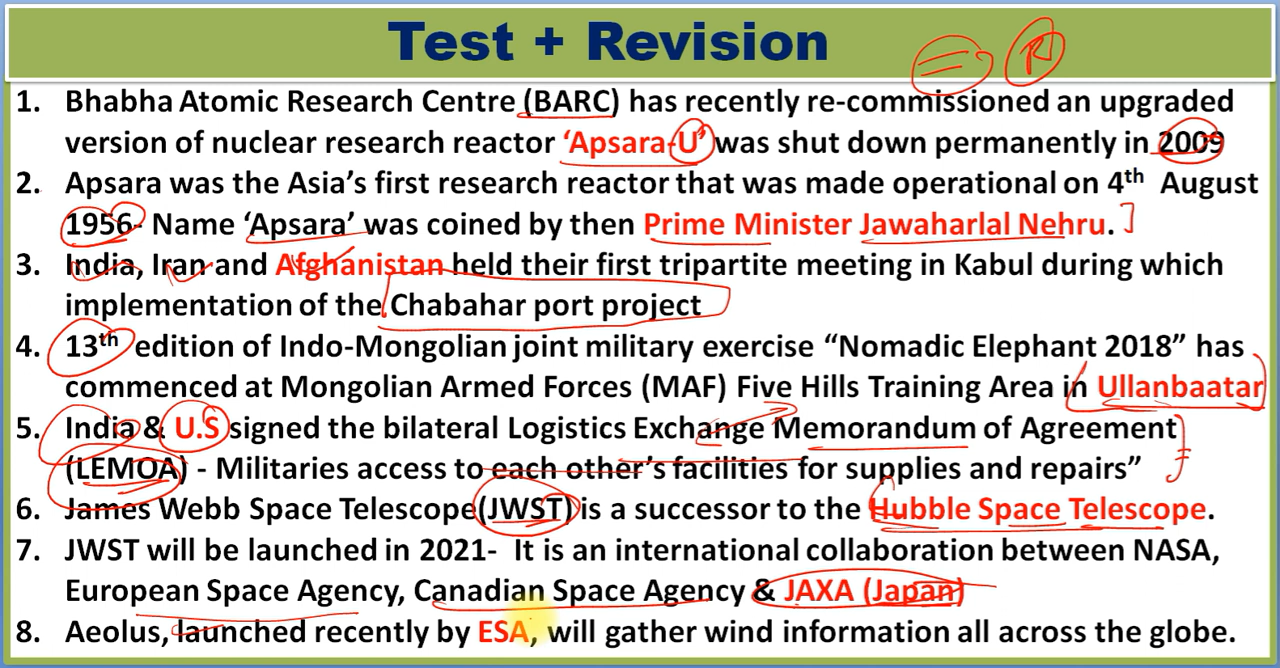 Test + Revision
1. Bhabha Atomic Research Centre (BARC) has recently re-commissioned an upgraded
version of nuclear research reactor ‘Apsara-U’ was shut down permanently in 2009
2. Apsara was the Asia’s first research reactor that was made operational on 4th August
1956- Name ‘Apsara’ was coined by then Prime Minister Jawaharlal Nehru.
3. India, Iran and Afghanistan held their first tripartite meeting in Kabul during which
implementation of the Chabahar port project
4. 13th edition of Indo-Mongolian joint military exercise “Nomadic Elephant 2018” has
commenced at Mongolian Armed Forces (MAF) Five Hills Training Area in Ullanbaatar
5. India & U.S signed the bilateral Logistics Exchange Memorandum of Agreement
(LEMOA) - Militaries access to each other’s facilities for supplies and repairs”
6. James Webb Space Telescope(JWST) is a successor to the Hubble Space Telescope.
7. JWST will be launched in 2021- It is an international collaboration between NASA,
European Space Agency, Canadian Space Agency & JAXA (Japan)
8. Aeolus, launched recently by ESA, will gather wind information all across the globe.